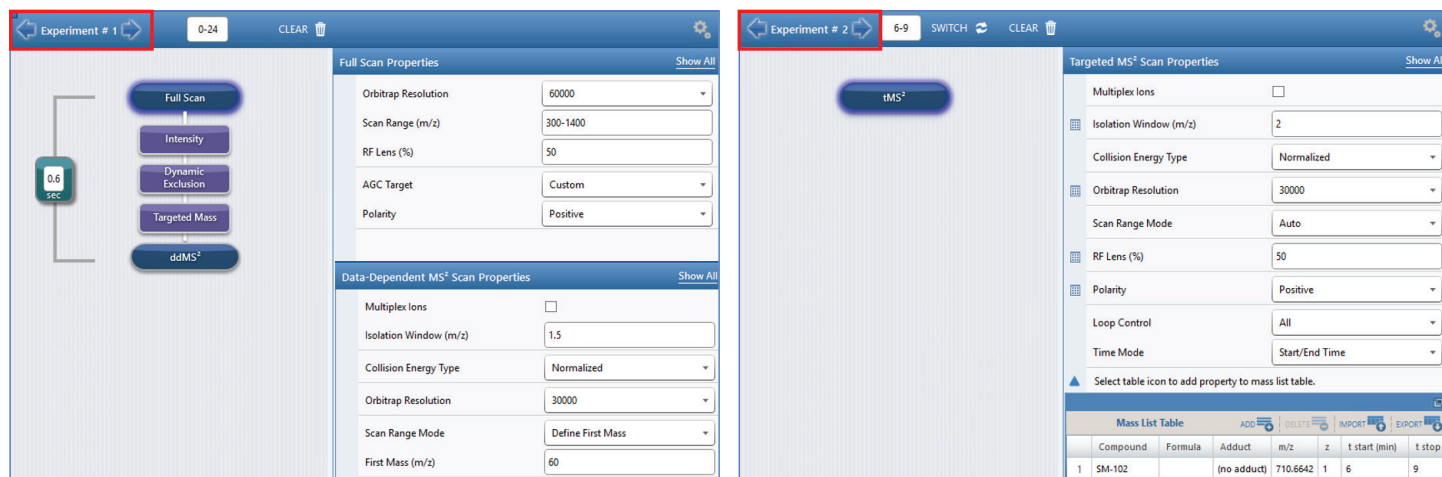 Experiment # 1
0-24
CLEAR
Full Scan
Intensity
Dynamic
Exclusion
Targeted Mass
ddMS²
0.6
sec
Full Scan Properties
Show All
Orbitrap Resolution
60000
Scan Range (m/z)
300-1400
RF Lens (%)
50
AGC Target
Custom
Polarity
Positive
Data-Dependent MS² Scan Properties
Show All
Multiplex Ions
Isolation Window (m/z)
1.5
Collision Energy Type
Normalized
Orbitrap Resolution
30000
Scan Range Mode
Define First Mass
First Mass (m/z)
60
Experiment # 2
6-9
SWITCH
CLEAR
tMS²
Targeted MS² Scan Properties
Show All
Multiplex Ions
Isolation Window (m/z)
2
Collision Energy Type
Normalized
Orbitrap Resolution
30000
Scan Range Mode
Auto
RF Lens (%)
50
Polarity
Positive
Loop Control
All
Time Mode
Start/End Time
Select table icon to add property to mass list table.
Mass List Table
ADD
DELETE
IMPORT
EXPORT
Compound Formula Adduct m/z z t start (min) t stop
1 SM-102 (no adduct) 710.6642 1 6 9